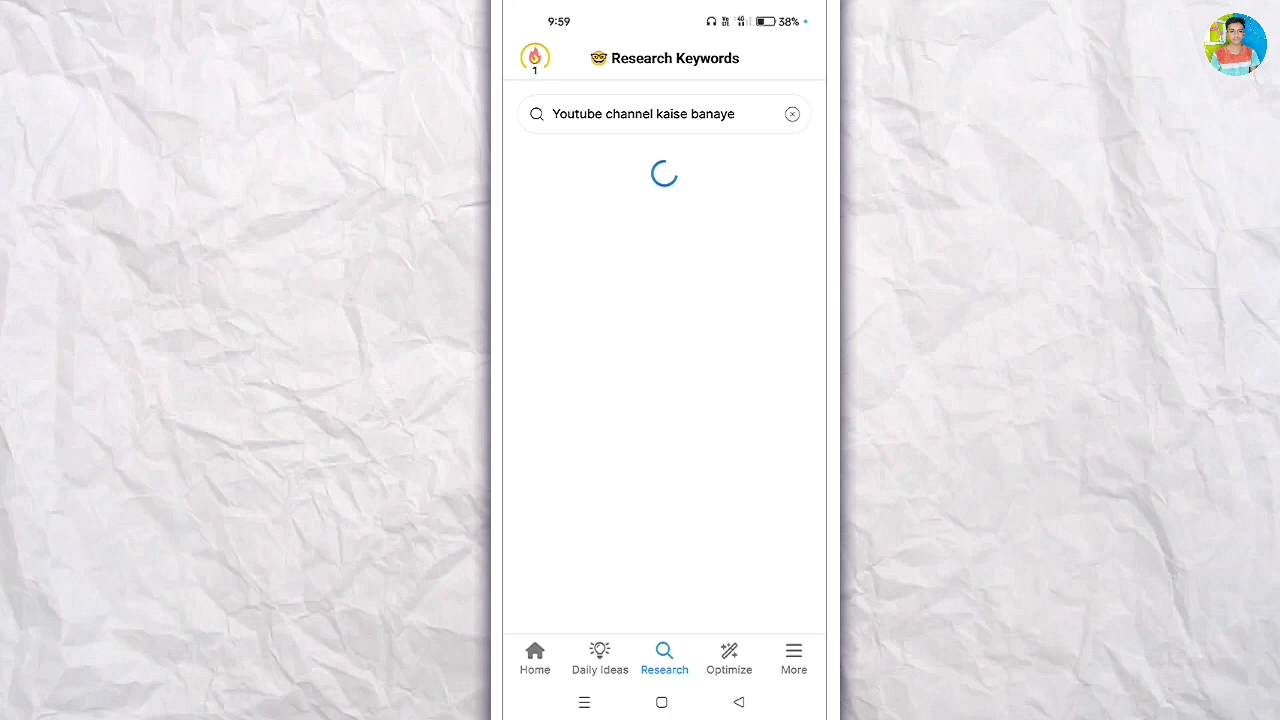 9:59
38%
1
🤓 Research Keywords
Youtube channel kaise banaye
Home
Daily Ideas
Research
Optimize
More